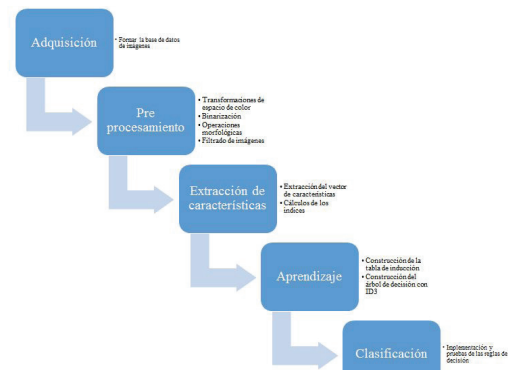 Adquisición
• Formar la base de datos
de imágenes
Pre
procesamiento
• Transformaciones de
espacio de color
• Binarización
• Operaciones
morfológicas
• Filtrado de imágenes
Extracción de
características
• Extracción del vector
de características
• Cálculos de los
índices
Aprendizaje
• Construcción de la
tabla de inducción
• Construcción del
árbol de decisión con
ID3
Clasificación
• Implementación y
pruebas de las reglas de
decisión